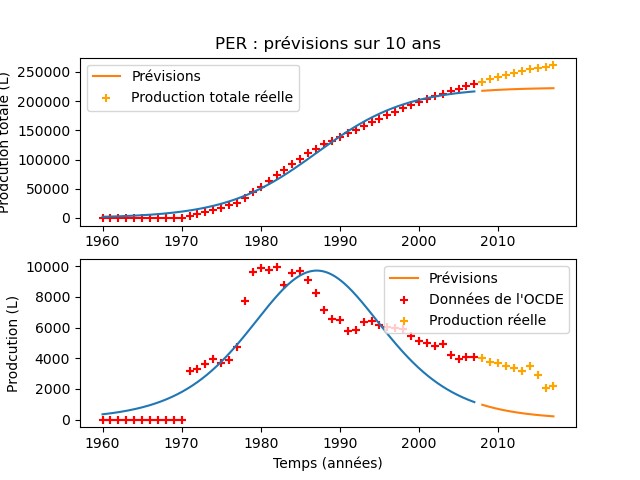 PER : prévisions sur 10 ans
Prodcution totale (L)
250000
200000
150000
100000
50000
0
Prévisions
Production totale réelle
1960 1970 1980 1990 2000 2010
Prodcution (L)
10000
8000
6000
4000
2000
0
Prévisions
Données de l'OCDE
Production réelle
1960 1970 1980 1990 2000 2010
Temps (années)